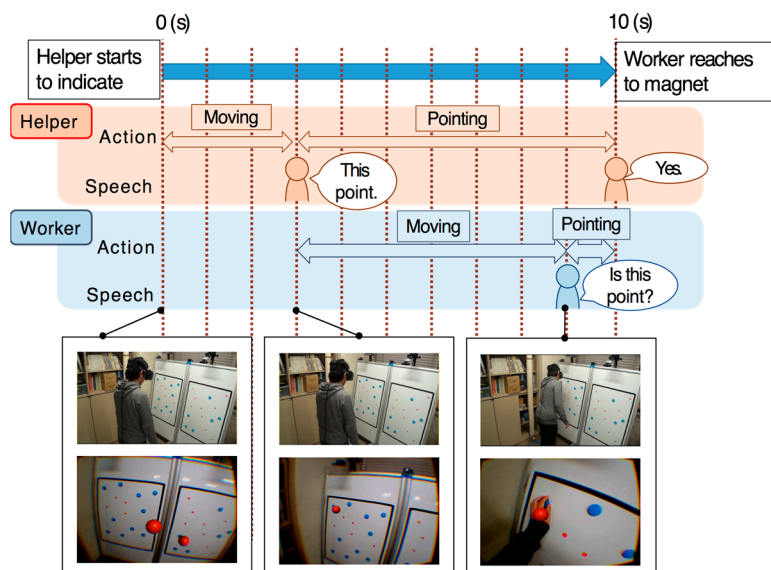 0 (s)
10 (s)
Helper starts
to indicate
Worker reaches
to magnet
Helper
Moving
Pointing
Action
Speech
This
point.
Yes.
Worker
Moving
Pointing
Action
Speech
Is this
point?